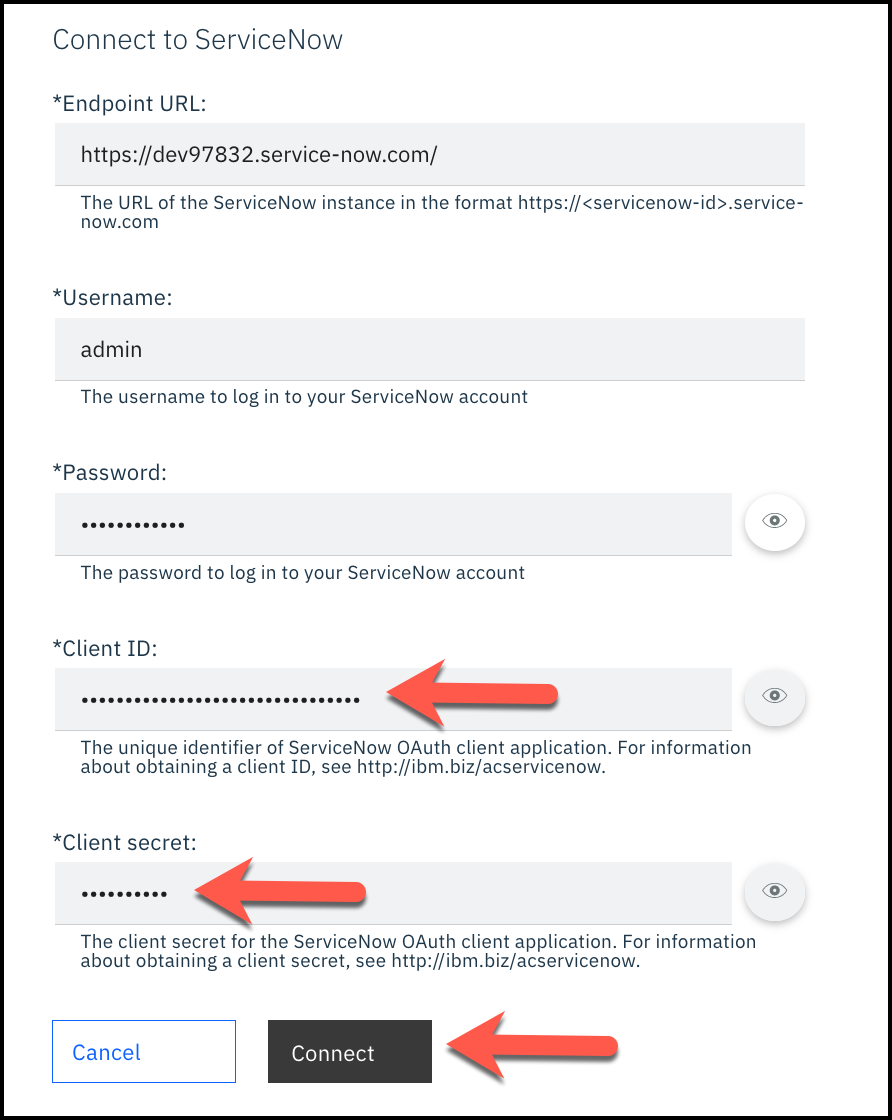 Connect to ServiceNow
*Endpoint URL:
https://dev97832.service-now.com/
The URL of the ServiceNow instance in the format https://<servicenow-id>.service-
now.com
*Username:
admin
The username to log in to your ServiceNow account
*Password:
••••••••••••
The password to log in to your ServiceNow account
*Client ID:
••••••••••••••••••••••••••••••••
The unique identifier of ServiceNow OAuth client application. For information
about obtaining a client ID, see http://ibm.biz/acservicenow.
*Client secret:
••••••••••
The client secret for the ServiceNow OAuth client application. For information
about obtaining a client secret, see http://ibm.biz/acservicenow.
Cancel
Connect